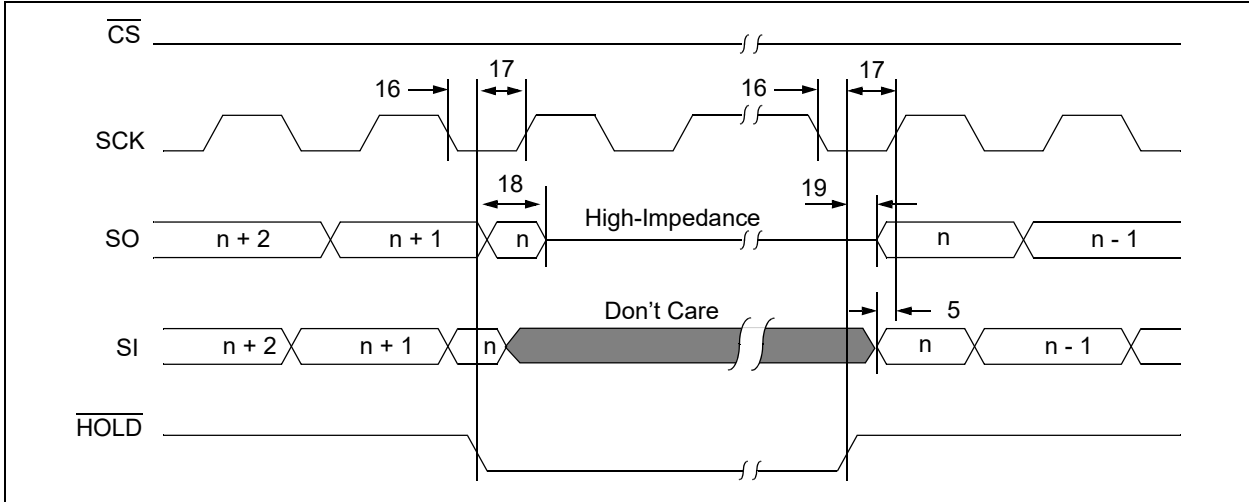 CS
17
17
16
16
SCK
18
19
High-Impedance
SO
n + 2
n + 1
n
n
n - 1
Don't Care
5
SI
n + 2
n + 1
n
n
n - 1
HOLD